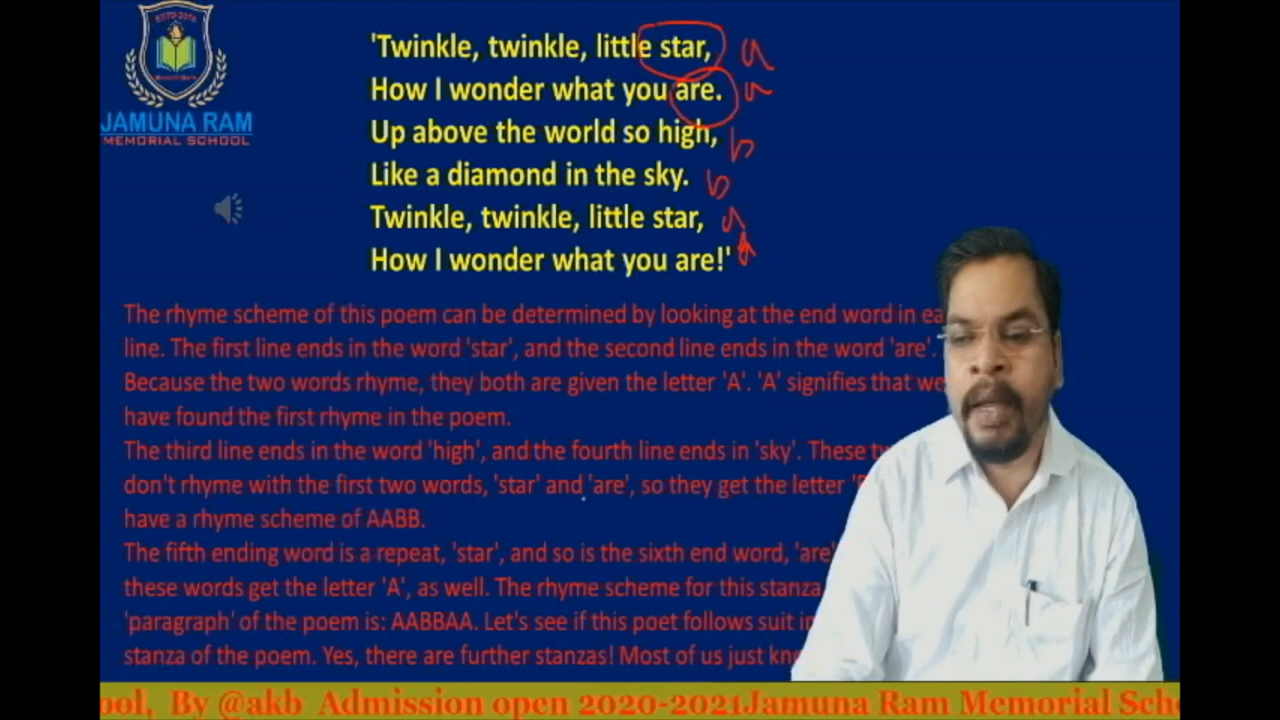 ESTD-2016
JAMUNA RAM
MEMORIAL SCHOOL
'Twinkle, twinkle, little star, a
How I wonder what you are. a
Up above the world so high, b
Like a diamond in the sky. b
Twinkle, twinkle, little star, a
How I wonder what you are!' a
The rhyme scheme of this poem can be determined by looking at the end word in ea
line. The first line ends in the word 'star', and the second line ends in the word 'are'.
Because the two words rhyme, they both are given the letter 'A'. 'A' signifies that we
have found the first rhyme in the poem.
The third line ends in the word 'high', and the fourth line ends in 'sky'. These
don't rhyme with the first two words, 'star' and 'are', so they get the letter
have a rhyme scheme of AABB.
The fifth ending word is a repeat, 'star', and so is the sixth end word, 'are'
these words get the letter 'A', as well. The rhyme scheme for this stanza
'paragraph' of the poem is: AABBAA. Let's see if this poet follows suit in
stanza of the poem. Yes, there are further stanzas! Most of us just kn
ool, By @akb Admission open 2020-2021Jamuna Ram Memorial Sch